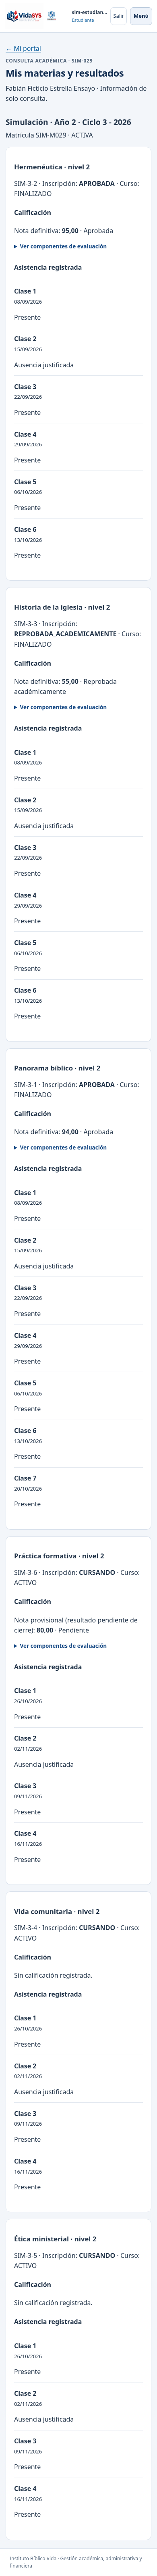 VidaSYS
sim-estudian...
Estudiante
Salir
Menú
← Mi portal
CONSULTA ACADÉMICA · SIM-029
Mis materias y resultados
Fabián Ficticio Estrella Ensayo · Información de
solo consulta.
Simulación · Año 2 · Ciclo 3 - 2026
Matrícula SIM-M029 · ACTIVA
Hermenéutica · nivel 2
SIM-3-2 · Inscripción: APROBADA · Curso:
FINALIZADO
Calificación
Nota definitiva: 95,00 · Aprobada
▸ Ver componentes de evaluación
Asistencia registrada
Clase 1
08/09/2026
Presente
Clase 2
15/09/2026
Ausencia justificada
Clase 3
22/09/2026
Presente
Clase 4
29/09/2026
Presente
Clase 5
06/10/2026
Presente
Clase 6
13/10/2026
Presente
Historia de la iglesia · nivel 2
SIM-3-3 · Inscripción:
REPROBADA_ACADEMICAMENTE · Curso:
FINALIZADO
Calificación
Nota definitiva: 55,00 · Reprobada
académicamente
▸ Ver componentes de evaluación
Asistencia registrada
Clase 1
08/09/2026
Presente
Clase 2
15/09/2026
Ausencia justificada
Clase 3
22/09/2026
Presente
Clase 4
29/09/2026
Presente
Clase 5
06/10/2026
Presente
Clase 6
13/10/2026
Presente
Panorama bíblico · nivel 2
SIM-3-1 · Inscripción: APROBADA · Curso:
FINALIZADO
Calificación
Nota definitiva: 94,00 · Aprobada
▸ Ver componentes de evaluación
Asistencia registrada
Clase 1
08/09/2026
Presente
Clase 2
15/09/2026
Ausencia justificada
Clase 3
22/09/2026
Presente
Clase 4
29/09/2026
Presente
Clase 5
06/10/2026
Presente
Clase 6
13/10/2026
Presente
Clase 7
20/10/2026
Presente
Práctica formativa · nivel 2
SIM-3-6 · Inscripción: CURSANDO · Curso:
ACTIVO
Calificación
Nota provisional (resultado pendiente de
cierre): 80,00 · Pendiente
▸ Ver componentes de evaluación
Asistencia registrada
Clase 1
26/10/2026
Presente
Clase 2
02/11/2026
Ausencia justificada
Clase 3
09/11/2026
Presente
Clase 4
16/11/2026
Presente
Vida comunitaria · nivel 2
SIM-3-4 · Inscripción: CURSANDO · Curso:
ACTIVO
Calificación
Sin calificación registrada.
Asistencia registrada
Clase 1
26/10/2026
Presente
Clase 2
02/11/2026
Ausencia justificada
Clase 3
09/11/2026
Presente
Clase 4
16/11/2026
Presente
Ética ministerial · nivel 2
SIM-3-5 · Inscripción: CURSANDO · Curso:
ACTIVO
Calificación
Sin calificación registrada.
Asistencia registrada
Clase 1
26/10/2026
Presente
Clase 2
02/11/2026
Ausencia justificada
Clase 3
09/11/2026
Presente
Clase 4
16/11/2026
Presente
Instituto Bíblico Vida · Gestión académica, administrativa y
financiera